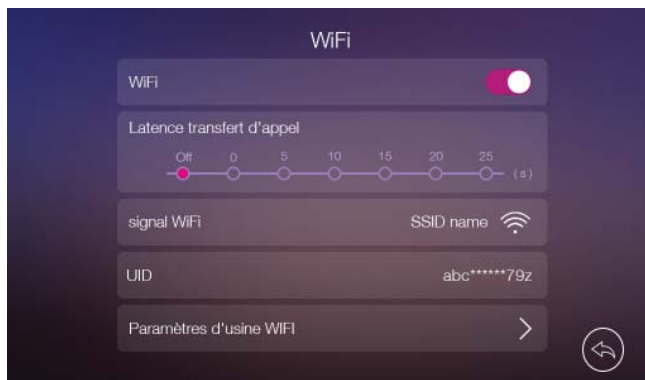 WiFi
WiFi
Latence transfert d'appel
Off 0 5 10 15 20 25 (s)
signal WiFi SSID name
UID abc******79z
Paramètres d'usine WIFI